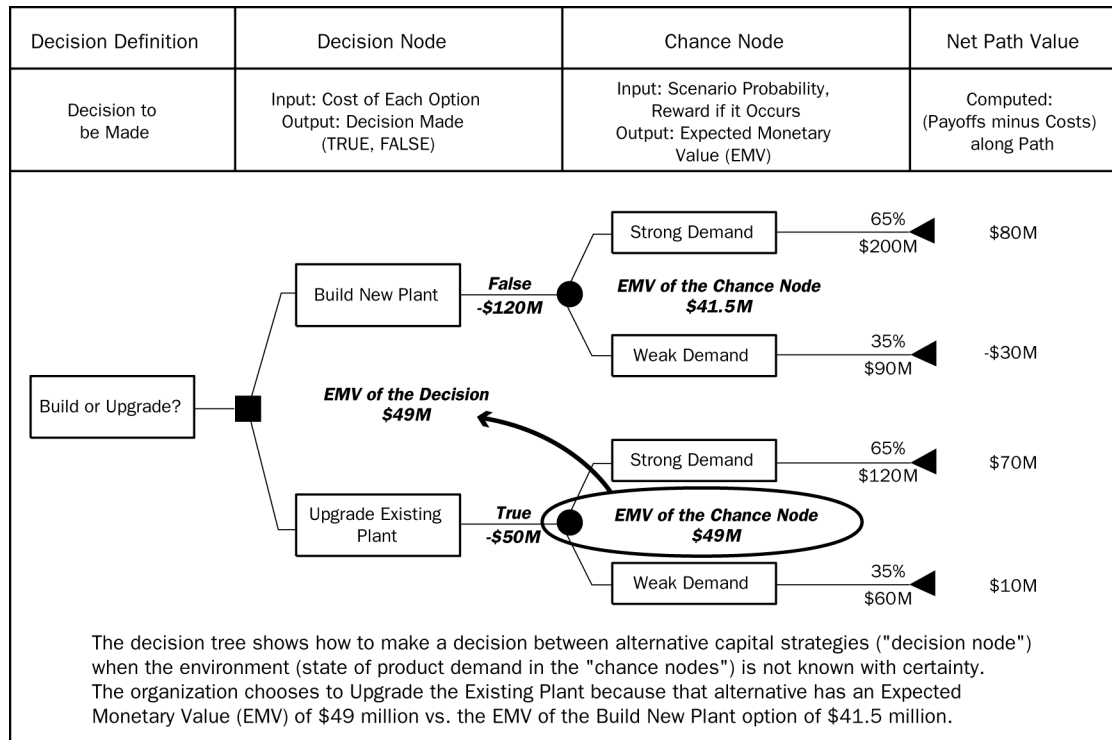 Decision Definition
Decision Node
Chance Node
Net Path Value
Decision to
be Made
Input: Cost of Each Option
Output: Decision Made
(TRUE, FALSE)
Input: Scenario Probability,
Reward if it Occurs
Output: Expected Monetary
Value (EMV)
Computed:
(Payoffs minus Costs)
along Path
Build or Upgrade?
Build New Plant
False
-$120M
Strong Demand
65%
$200M
$80M
EMV of the Chance Node
$41.5M
Weak Demand
35%
$90M
-$30M
EMV of the Decision
$49M
Upgrade Existing
Plant
True
-$50M
Strong Demand
65%
$120M
$70M
EMV of the Chance Node
$49M
Weak Demand
35%
$60M
$10M
The decision tree shows how to make a decision between alternative capital strategies ("decision node")
when the environment (state of product demand in the "chance nodes") is not known with certainty.
The organization chooses to Upgrade the Existing Plant because that alternative has an Expected
Monetary Value (EMV) of $49 million vs. the EMV of the Build New Plant option of $41.5 million.